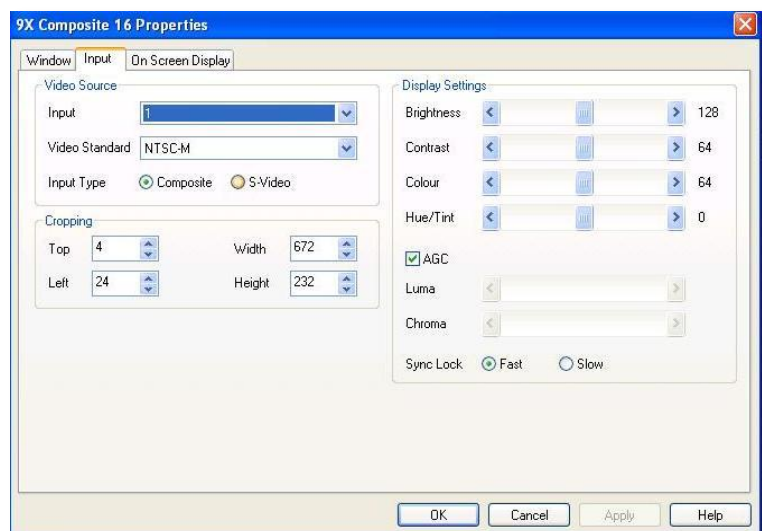 9X Composite 16 Properties
Window Input On Screen Display
Video Source
Input 1
Video Standard NTSC-M
Input Type Composite S-Video
Cropping
Top 4 Width 672
Left 24 Height 232
Display Settings
Brightness 128
Contrast 64
Colour 64
Hue/Tint 0
AGC
Luma
Chroma
Sync Lock Fast Slow
OK Cancel Apply Help